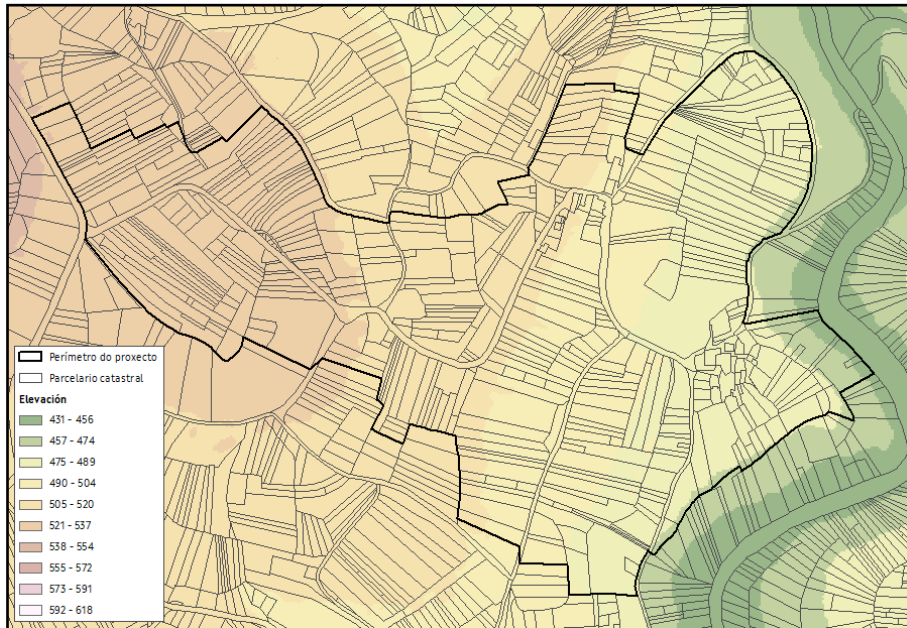 Perímetro do proxecto
Parcelario catastral
Elevación
431 - 456
457 - 474
475 - 489
490 - 504
505 - 520
521 - 537
538 - 554
555 - 572
573 - 591
592 - 618